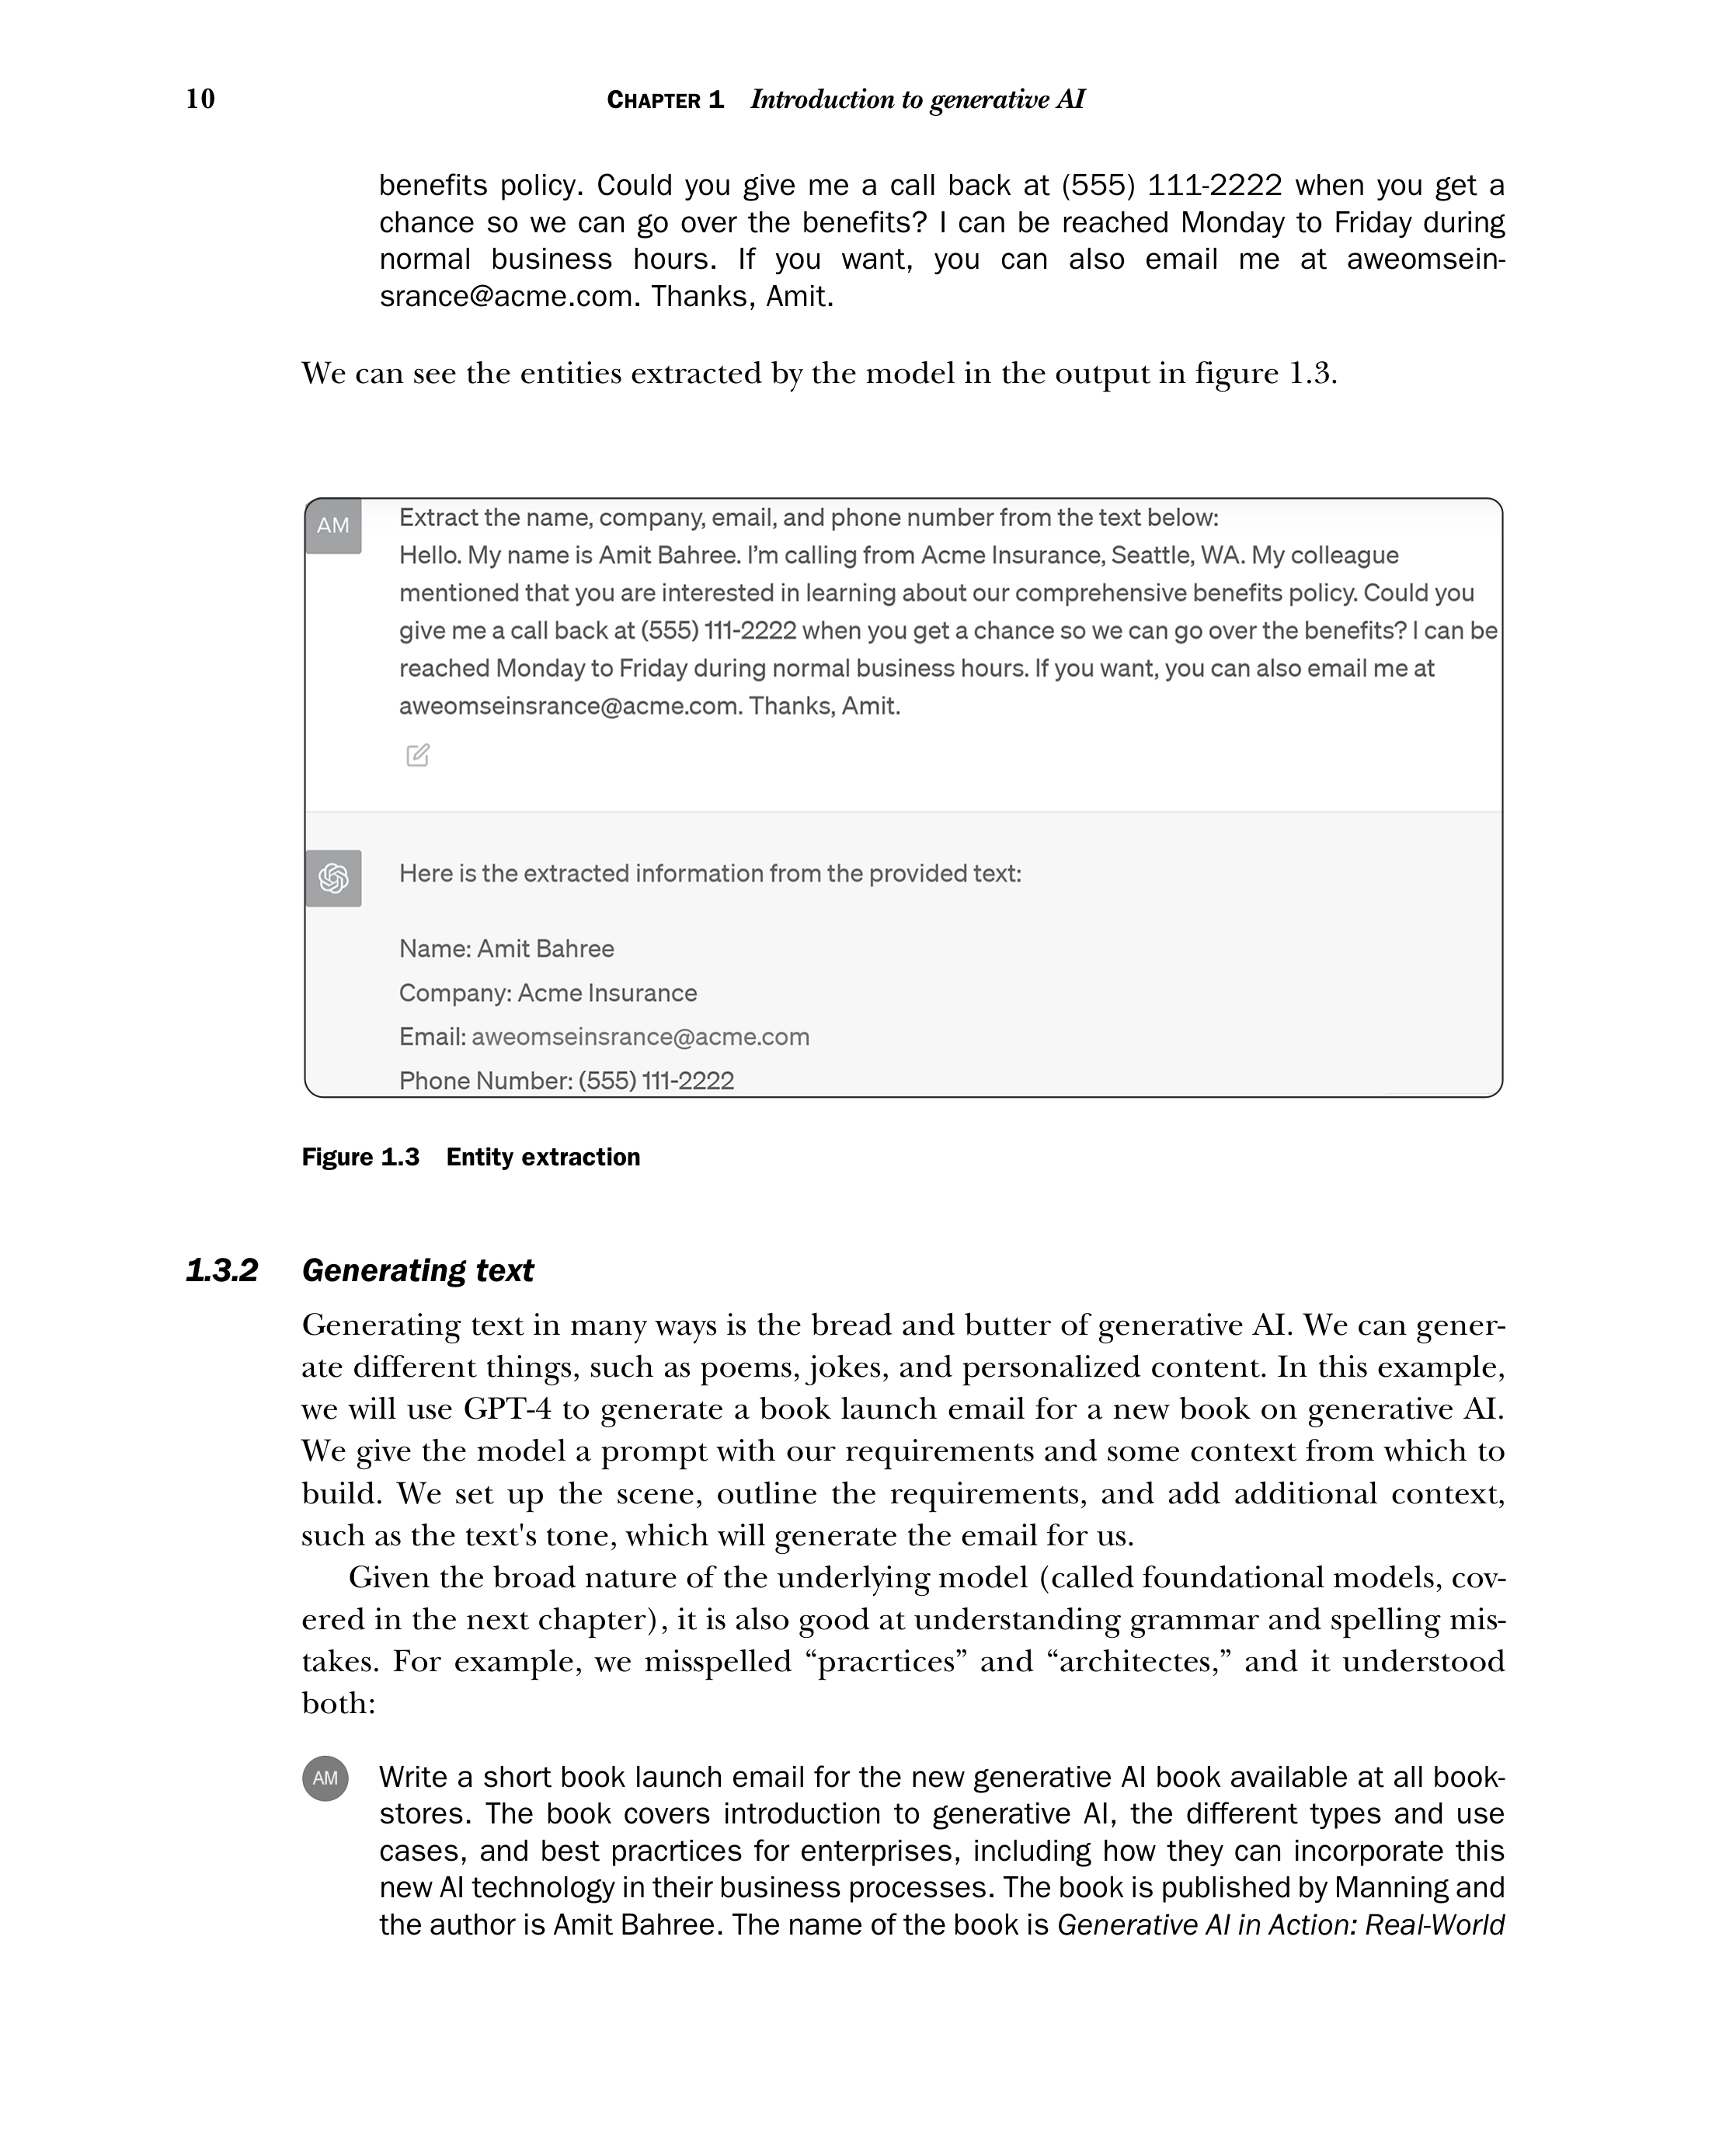 10
CHAPTER 1 Introduction to generative AI
benefits policy. Could you give me a call back at (555) 111-2222 when you get a
chance so we can go over the benefits? I can be reached Monday to Friday during
normal business hours. If you want, you can also email me at aweomsein-
srance@acme.com. Thanks, Amit.
We can see the entities extracted by the model in the output in figure 1.3.
AM
Extract the name, company, email, and phone number from the text below:
Hello. My name is Amit Bahree. I’m calling from Acme Insurance, Seattle, WA. My colleague
mentioned that you are interested in learning about our comprehensive benefits policy. Could you
give me a call back at (555) 111-2222 when you get a chance so we can go over the benefits? I can be
reached Monday to Friday during normal business hours. If you want, you can also email me at
aweomseinsrance@acme.com. Thanks, Amit.
Here is the extracted information from the provided text:
Name: Amit Bahree
Company: Acme Insurance
Email: aweomseinsrance@acme.com
Phone Number: (555) 111-2222
Figure 1.3 Entity extraction
1.3.2 Generating text
Generating text in many ways is the bread and butter of generative AI. We can gener-
ate different things, such as poems, jokes, and personalized content. In this example,
we will use GPT-4 to generate a book launch email for a new book on generative AI.
We give the model a prompt with our requirements and some context from which to
build. We set up the scene, outline the requirements, and add additional context,
such as the text's tone, which will generate the email for us.
Given the broad nature of the underlying model (called foundational models, cov-
ered in the next chapter), it is also good at understanding grammar and spelling mis-
takes. For example, we misspelled “pracrtices” and “architectes,” and it understood
both:
AM
Write a short book launch email for the new generative AI book available at all book-
stores. The book covers introduction to generative AI, the different types and use
cases, and best pracrtices for enterprises, including how they can incorporate this
new AI technology in their business processes. The book is published by Manning and
the author is Amit Bahree. The name of the book is Generative AI in Action: Real-World